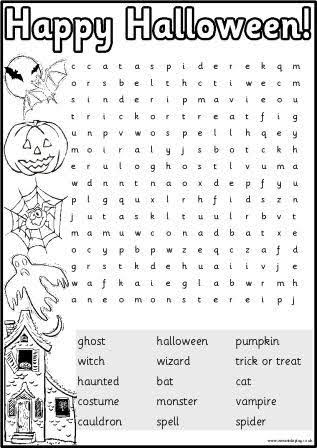 Happy Halloween!
c c a t a s p i d e r e k q m
o r s b e l t h c t i w e c m
s i n d e r i p m a v i e o u
t r i c k o r t r e a t f i g
u n p v w o s p e l l h q e y
m o i r a l y j s b o t c k h
e r u l o g h o s t l v u m a
w d n n t n a o x d e p f y u
p l g q u x l r h f i d s z n
j u t a s k l t u u l r b v t
m a m u w c o n a d b a t x e
o c y p b p w z e q c z a f d
g r s t k d e h u a i i v j e
w a f k a i e g l a b w r m h
a n e o m o n s t e r e i p j
ghost halloween pumpkin
witch wizard trick or treat
haunted bat cat
costume monster vampire
cauldron spell spider